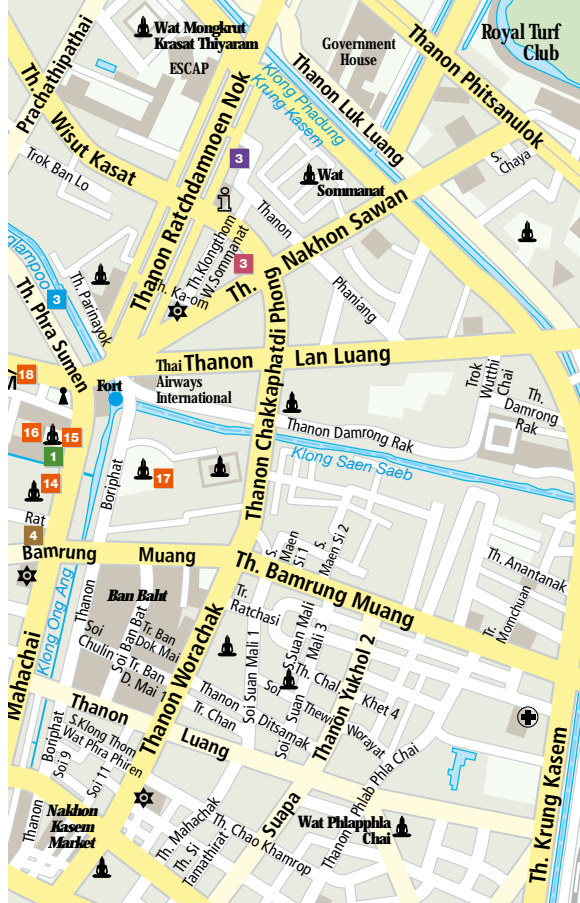 Wat Mongkrut
Krasat Thiyaram
ESCAP
Government
House
Royal Turf
Club
Prachathipathai
Th. Wisut Kasat
Thanon Ratchdamnoen Nok
Klong Phadung
Krung Kasem
Thanon Luk Luang
Thanon Phitsanulok
S. Chaya
Trok Ban Lo
3
Wat
Sommanat
Th. Nakhon Sawan
Thanon
Phaniang
Th.Klongthom
W.Sommanat
Th. Ka-om
3
glampoo
3
Th. Parinayok
Th. Phra Sumen
Thanon Lan Luang
Thai
Airways
International
Thanon Chakkaphatdi Phong
Trok
Wutthi
Chai
Th.
Damrong
Rak
18
Fort
16
15
1
14
17
Thanon Damrong Rak
Klong Saen Saeb
Boriphat
Rat
4
Bamrung Muang
Th. Bamrung Muang
S.
Maen
Si 1
S.
Maen Si 2
Th. Anantanak
Tr.
Momchuan
Klong Ong Ang
Mahachai
Thanon
Ban Baht
Soi
Chulin
Soi Ban Bat
Tr. Ban
Dok Mai
Tr. Ban
D. Mai 1
Thanon Worachak
Tr.
Ratchasi
Soi Suan Mali 1
S.Suan Mali
Mali 3
Soi Suan
Th. Chal
Soi
Thewi
Worayat
Khet 4
Thanon Yukhol 2
Thanon Ditsamak
Tr. Chan
Thanon Luang
Boriphat
Soi 9
S.Klong Thom
Wat Phra Phiren
Soi 11
Thanon
Nakhon
Kasem
Market
Th. Mahachak
Th. Si
Tamathirat
Th. Chao Khamrop
Suapa
Wat Phlapphla
Chai
Thanon Phlab Phla Chai
Th. Krung Kasem